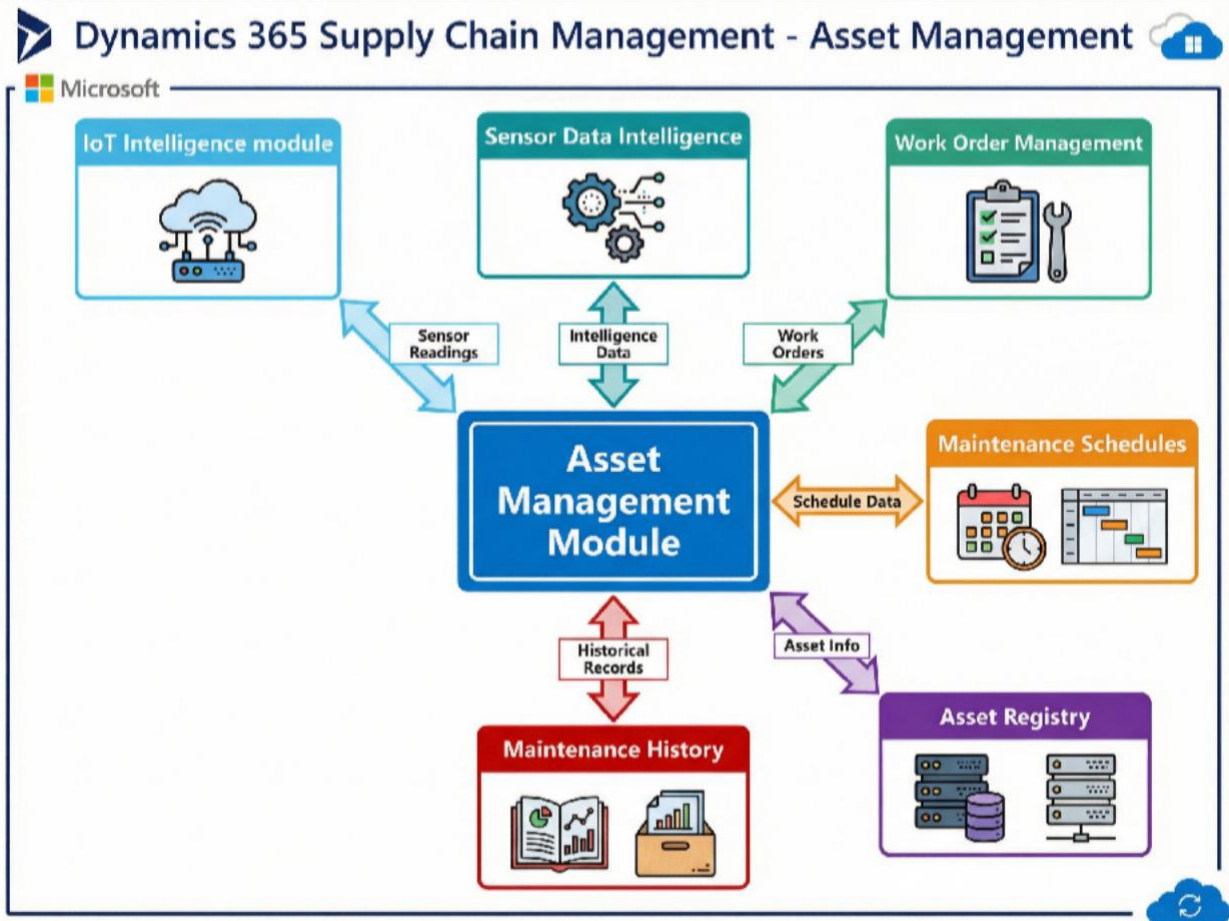 Dynamics 365 Supply Chain Management - Asset Management
Microsoft
IoT Intelligence module
Sensor Data Intelligence
Work Order Management
Sensor
Readings
Intelligence
Data
Work
Orders
Asset
Management
Module
Schedule Data
Maintenance Schedules
Historical
Records
Asset Info
Maintenance History
Asset Registry